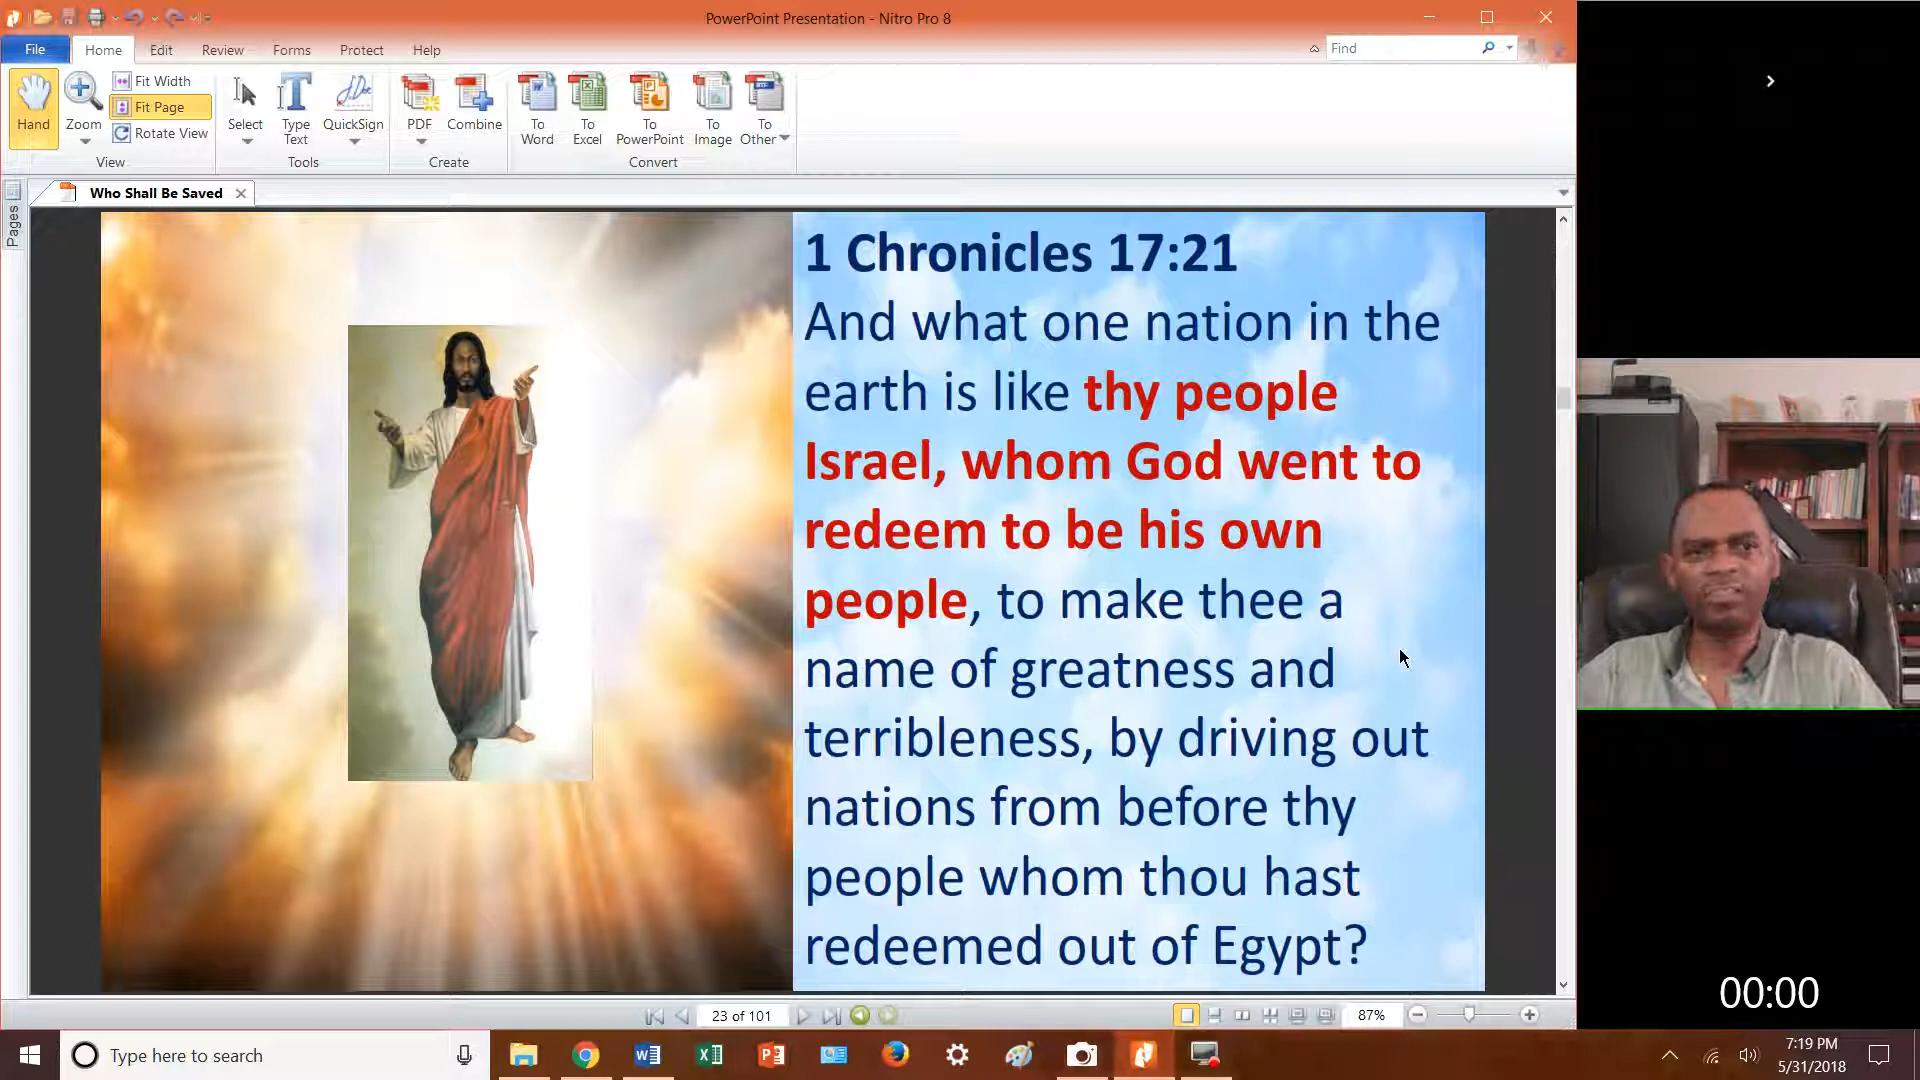 PowerPoint Presentation - Nitro Pro 8
File Home Edit Review Forms Protect Help
Find
Hand
Zoom
Fit Width
Fit Page
Rotate View
View
Select
Type Text
QuickSign
Tools
PDF
Combine
Create
To Word
To Excel
To PowerPoint
To Image
To Other
Convert
Pages
Who Shall Be Saved
1 Chronicles 17:21
And what one nation in the
earth is like thy people
Israel, whom God went to
redeem to be his own
people, to make thee a
name of greatness and
terribleness, by driving out
nations from before thy
people whom thou hast
redeemed out of Egypt?
00:00
23 of 101
87%
Type here to search
7:19 PM
5/31/2018